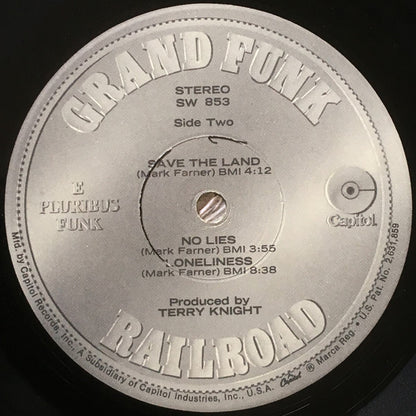 GRAND FUNK
STEREO
SW 853
Side Two
SAVE THE LAND
(Mark Farner) BMI 4:12
E
PLURIBUS
FUNK
Capitol
NO LIES
(Mark Farner) BMI 3:55
LONELINESS
(Mark Farner) BMI 8:38
Produced by
TERRY KNIGHT
RAILROAD
Mfd. by Capitol Records, Inc., A Subsidiary of Capitol Industries, Inc., U.S.A. Capitol ® Marca Reg. • U.S. Pat. No. 2,631,859